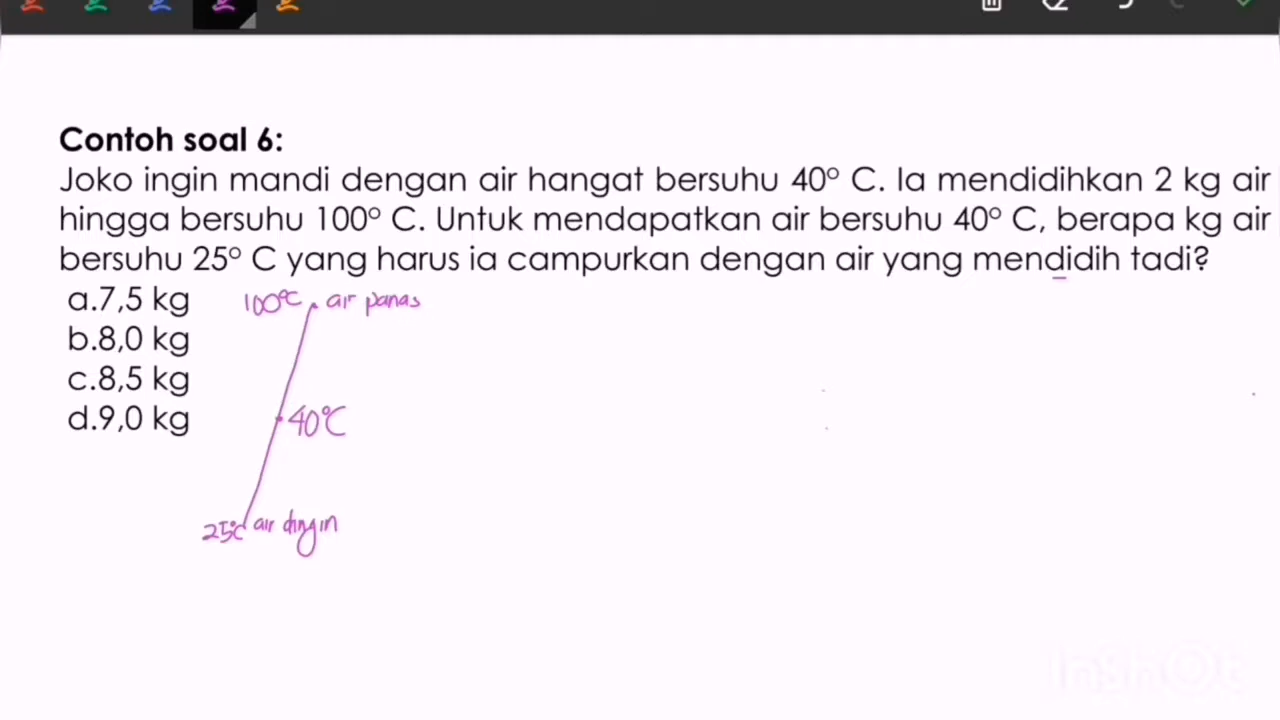 Contoh soal 6:
Joko ingin mandi dengan air hangat bersuhu 40° C. Ia mendidihkan 2 kg air
hingga bersuhu 100° C. Untuk mendapatkan air bersuhu 40° C, berapa kg air
bersuhu 25° C yang harus ia campurkan dengan air yang mendidih tadi?
a.7,5 kg
100°C air panas
b.8,0 kg
c.8,5 kg
d.9,0 kg
40°C
25°C air dingin
InShOt